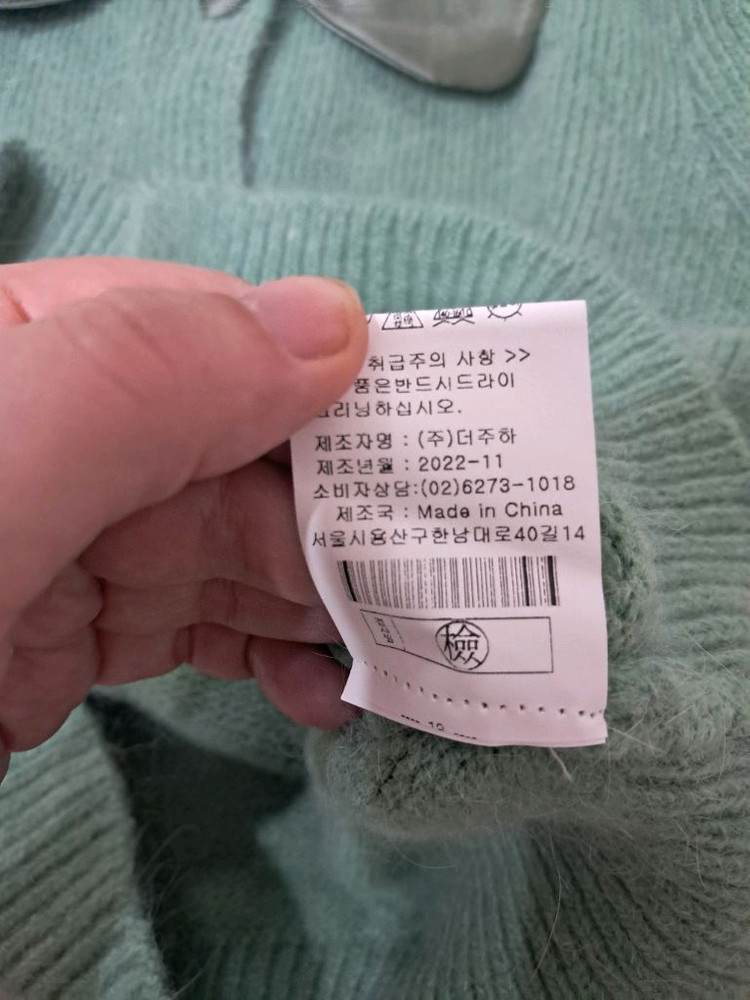 취급주의 사항 >>
품은반드시드라이
크리닝하십시오.
제조자명 : (주)더주하
제조년월 : 2022-11
소비자상담:(02)6273-1018
제조국 : Made in China
서울시용산구한남대로40길14
檢